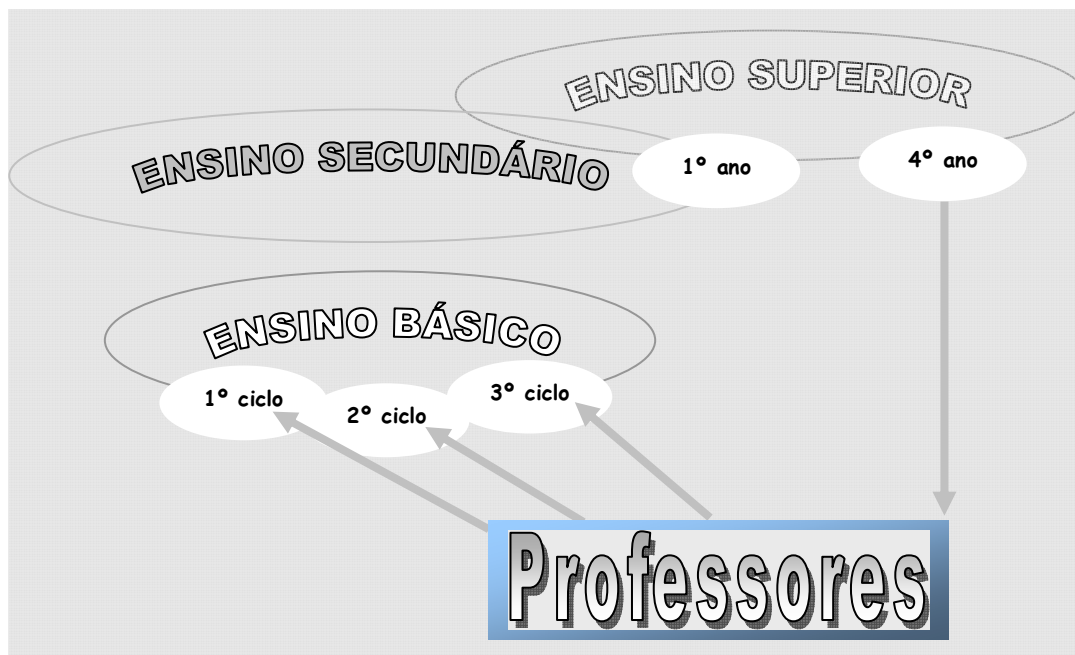 ENSINO SUPERIOR
ENSINO SECUNDÁRIO
1º ano
4º ano
ENSINO BÁSICO
1º ciclo
2º ciclo
3º ciclo
Professores